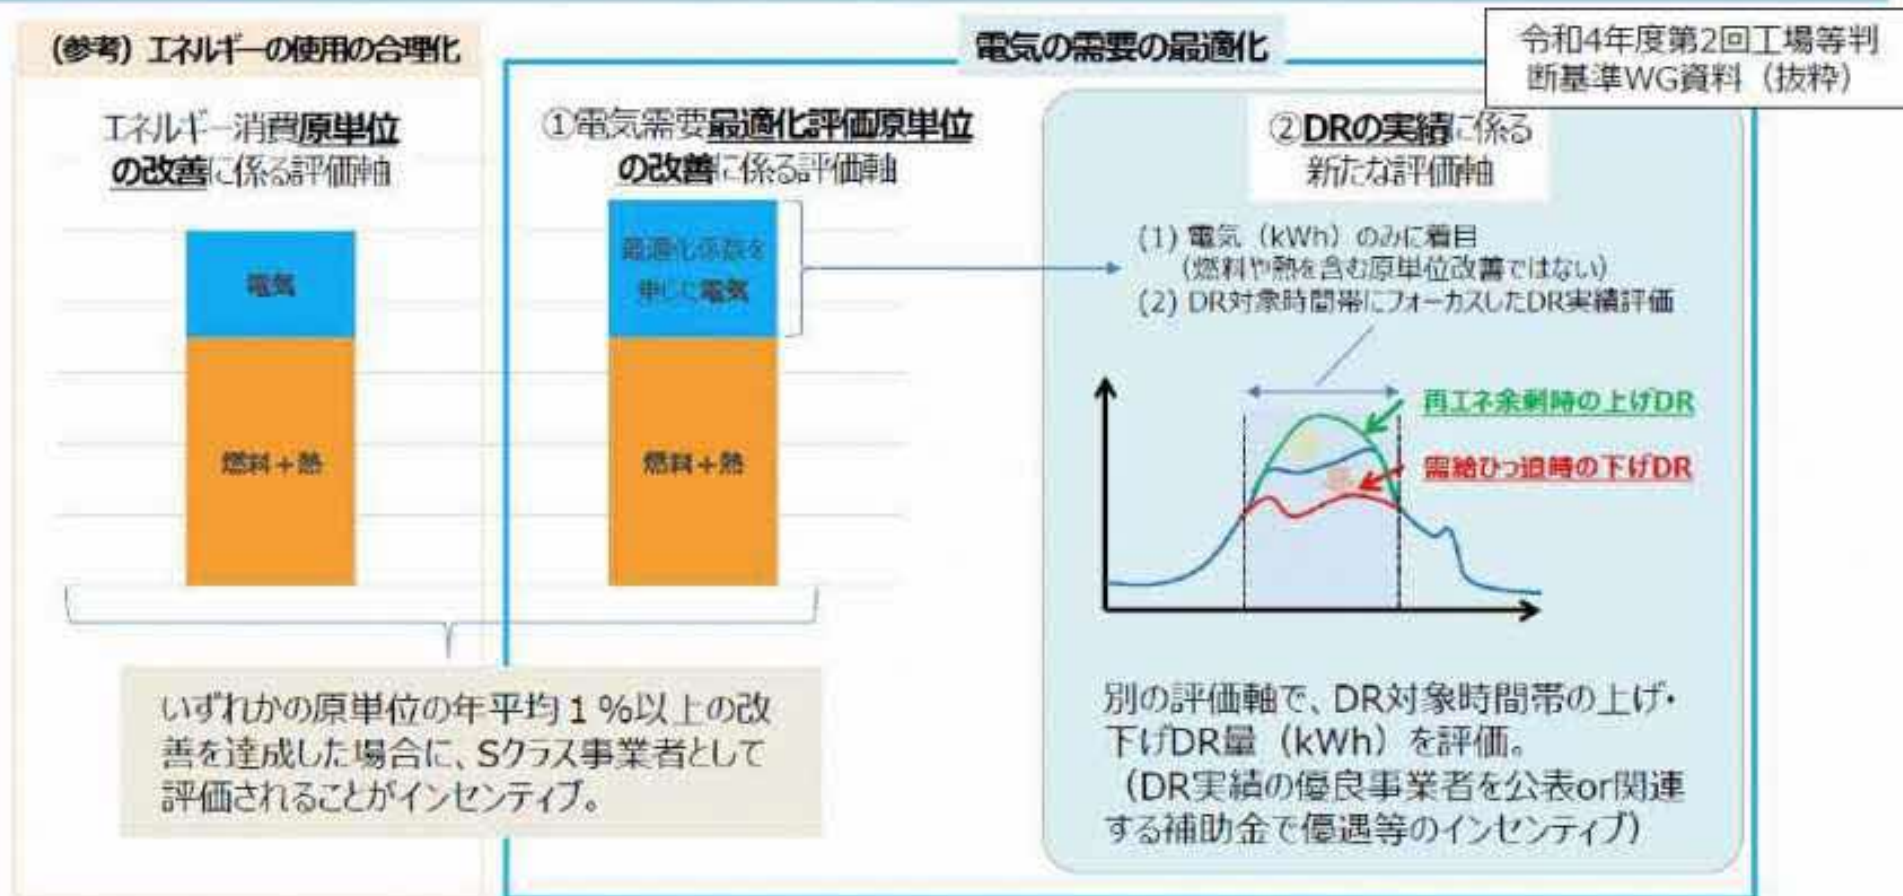 (参考) エネルギーの使用の合理化
電気の需要の最適化
令和4年度第2回工場等判
断基準WG資料（抜粋）
エネルギー消費原単位
の改善に係る評価軸
①電気需要最適化評価原単位
の改善に係る評価軸
②DRの実績に係る
新たな評価軸
電気
燃料＋熱
最適化係数を
乗じた電気
燃料＋熱
(1) 電気（kWh）のみに着目
（燃料や熱を含む原単位改善ではない）
(2) DR対象時間帯にフォーカスしたDR実績評価
再エネ余剰時の上げDR
需給ひっ迫時の下げDR
いずれかの原単位の年平均１％以上の改
善を達成した場合に、Sクラス事業者として
評価されることがインセンティブ。
別の評価軸で、DR対象時間帯の上げ・
下げDR量（kWh）を評価。
（DR実績の優良事業者を公表or関連
する補助金で優遇等のインセンティブ）